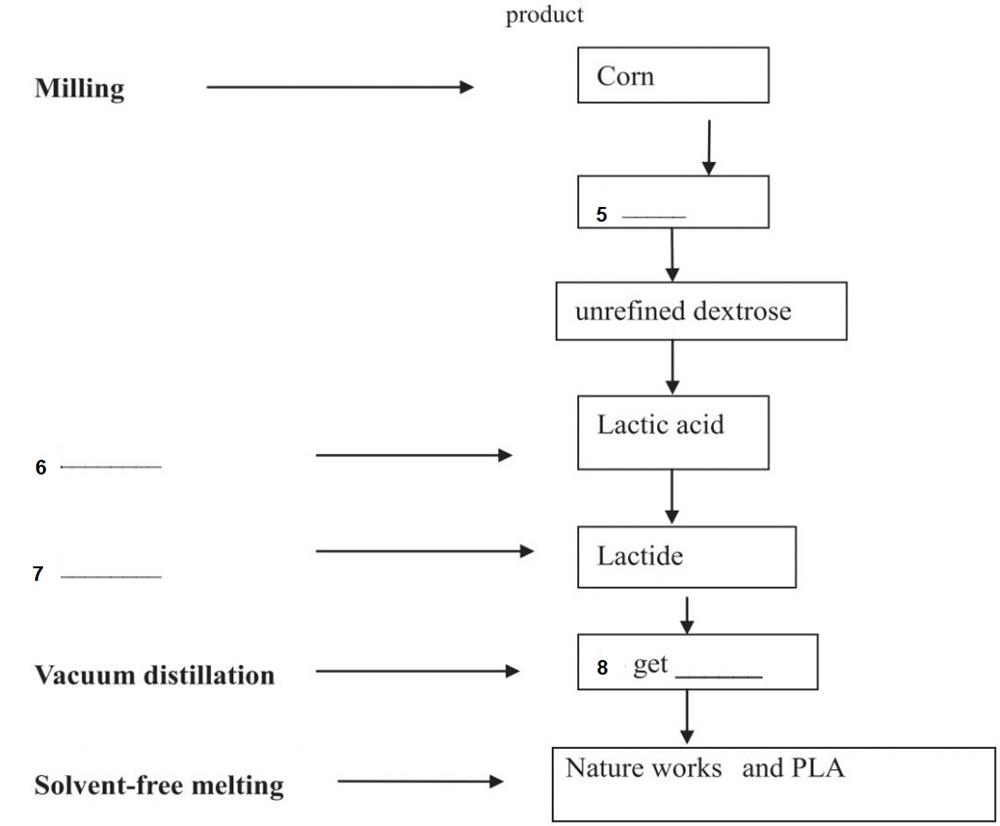 product
Milling
Corn
5 ______
unrefined dextrose
Lactic acid
6 ______
Lactide
7 ______
Vacuum distillation
8 get ______
Solvent-free melting
Nature works and PLA